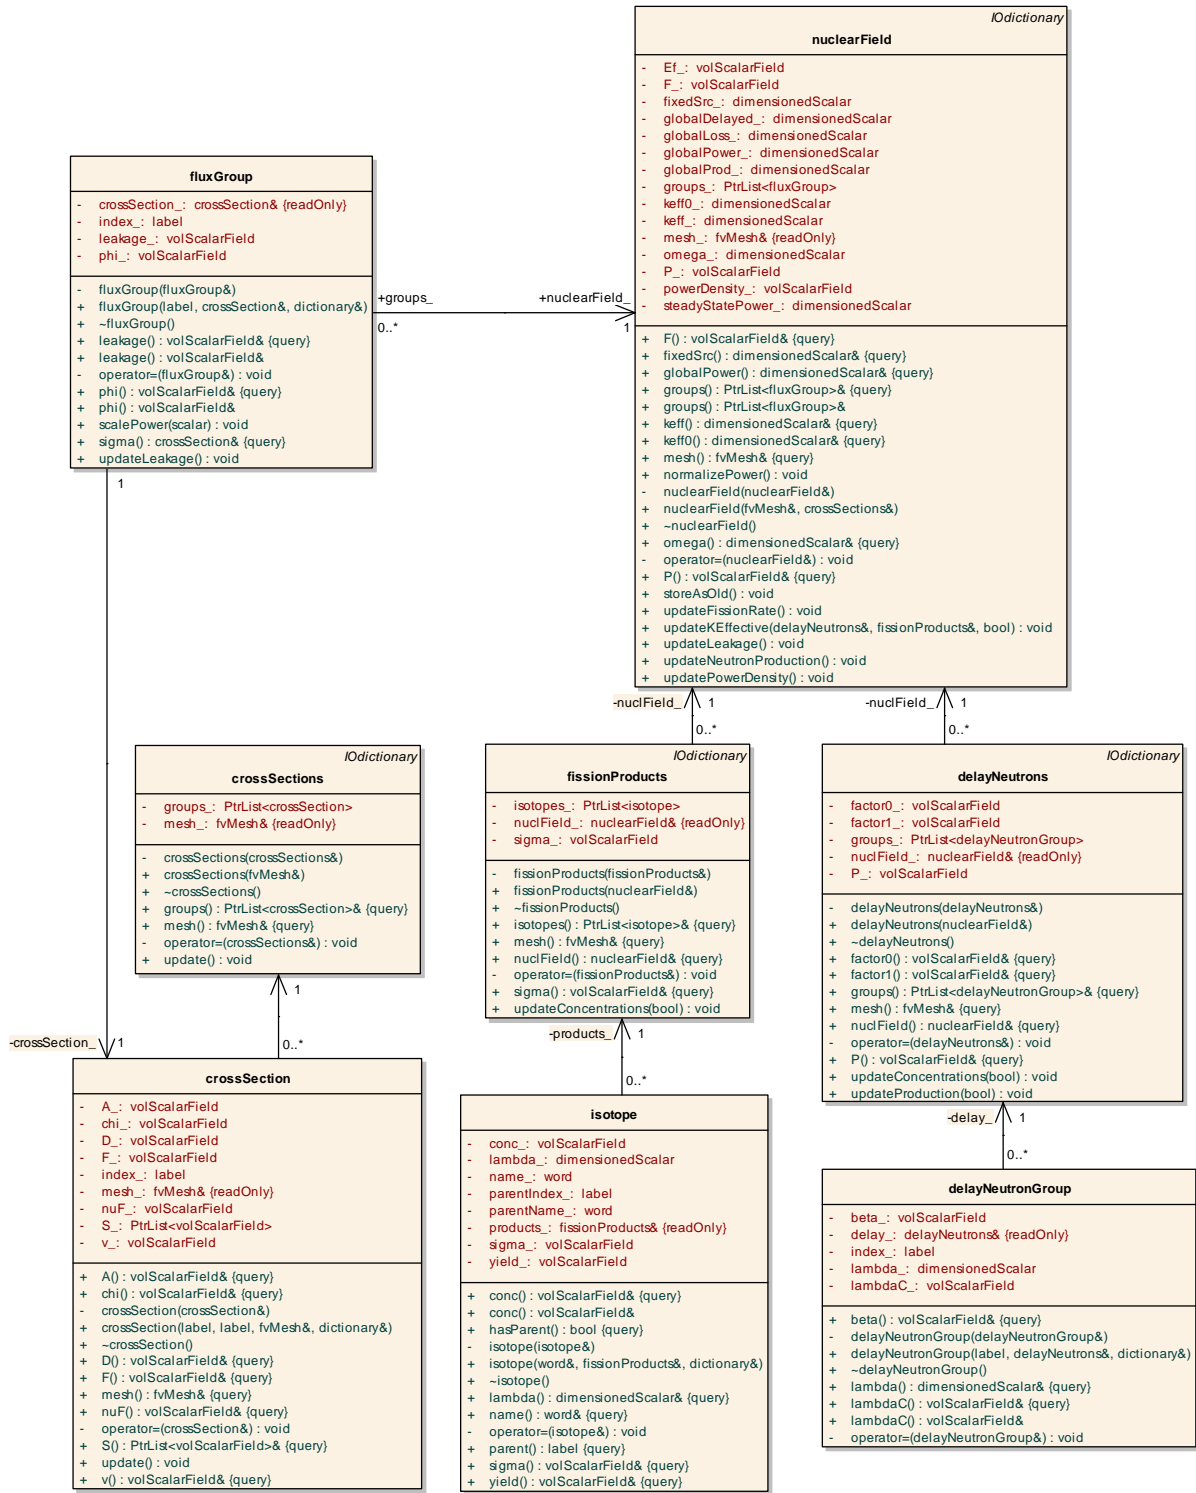 IOdictionary
nuclearField
- Ef_: volScalarField
- F_: volScalarField
- fixedSrc_: dimensionedScalar
- globalDelayed_: dimensionedScalar
- globalLoss_: dimensionedScalar
- globalPower_: dimensionedScalar
- globalProd_: dimensionedScalar
- groups_: PtrList<fluxGroup>
- keff0_: dimensionedScalar
- keff_: dimensionedScalar
- mesh_: fvMesh& {readOnly}
- omega_: dimensionedScalar
- P_: volScalarField
- powerDensity_: volScalarField
- steadyStatePower_: dimensionedScalar
+ F() : volScalarField& {query}
+ fixedSrc() : dimensionedScalar& {query}
+ globalPower() : dimensionedScalar& {query}
+ groups() : PtrList<fluxGroup>& {query}
+ groups() : PtrList<fluxGroup>&
+ keff() : dimensionedScalar& {query}
+ keff0() : dimensionedScalar& {query}
+ mesh() : fvMesh& {query}
+ normalizePower() : void
- nuclearField(nuclearField&)
+ nuclearField(fvMesh&, crossSections&)
+ ~nuclearField()
+ omega() : dimensionedScalar& {query}
- operator=(nuclearField&) : void
+ P() : volScalarField& {query}
+ storeAsOld() : void
+ updateFissionRate() : void
+ updateKEffective(delayNeutrons&, fissionProducts&, bool) : void
+ updateLeakage() : void
+ updateNeutronProduction() : void
+ updatePowerDensity() : void
fluxGroup
- crossSection_: crossSection& {readOnly}
- index_: label
- leakage_: volScalarField
- phi_: volScalarField
- fluxGroup(fluxGroup&)
+ fluxGroup(label, crossSection&, dictionary&)
+ ~fluxGroup()
+ leakage() : volScalarField& {query}
+ leakage() : volScalarField&
- operator=(fluxGroup&) : void
+ phi() : volScalarField& {query}
+ phi() : volScalarField&
+ scalePower(scalar) : void
+ sigma() : crossSection& {query}
+ updateLeakage() : void
+groups_
0..*
+nuclearField_
1
1
-nuclField_
1
0..*
-nuclField_
1
0..*
IOdictionary
crossSections
- groups_: PtrList<crossSection>
- mesh_: fvMesh& {readOnly}
- crossSections(crossSections&)
+ crossSections(fvMesh&)
+ ~crossSections()
+ groups() : PtrList<crossSection>& {query}
+ mesh() : fvMesh& {query}
- operator=(crossSections&) : void
+ update() : void
IOdictionary
fissionProducts
- isotopes_: PtrList<isotope>
- nuclField_: nuclearField& {readOnly}
- sigma_: volScalarField
- fissionProducts(fissionProducts&)
+ fissionProducts(nuclearField&)
+ ~fissionProducts()
+ isotopes() : PtrList<isotope>& {query}
+ mesh() : fvMesh& {query}
+ nuclField() : nuclearField& {query}
- operator=(fissionProducts&) : void
+ sigma() : volScalarField& {query}
+ updateConcentrations(bool) : void
IOdictionary
delayNeutrons
- factor0_: volScalarField
- factor1_: volScalarField
- groups_: PtrList<delayNeutronGroup>
- nuclField_: nuclearField& {readOnly}
- P_: volScalarField
- delayNeutrons(delayNeutrons&)
+ delayNeutrons(nuclearField&)
+ ~delayNeutrons()
+ factor0() : volScalarField& {query}
+ factor1() : volScalarField& {query}
+ groups() : PtrList<delayNeutronGroup>& {query}
+ mesh() : fvMesh& {query}
+ nuclField() : nuclearField& {query}
- operator=(delayNeutrons&) : void
+ P() : volScalarField& {query}
+ updateConcentrations(bool) : void
+ updateProduction(bool) : void
-crossSection_
1
1
0..*
-products_
1
0..*
-delay_
1
0..*
crossSection
- A_: volScalarField
- chi_: volScalarField
- D_: volScalarField
- F_: volScalarField
- index_: label
- mesh_: fvMesh& {readOnly}
- nuF_: volScalarField
- S_: PtrList<volScalarField>
- v_: volScalarField
+ A() : volScalarField& {query}
+ chi() : volScalarField& {query}
- crossSection(crossSection&)
+ crossSection(label, label, fvMesh&, dictionary&)
+ ~crossSection()
+ D() : volScalarField& {query}
+ F() : volScalarField& {query}
+ mesh() : fvMesh& {query}
+ nuF() : volScalarField& {query}
- operator=(crossSection&) : void
+ S() : PtrList<volScalarField>& {query}
+ update() : void
+ v() : volScalarField& {query}
isotope
- conc_: volScalarField
- lambda_: dimensionedScalar
- name_: word
- parentIndex_: label
- parentName_: word
- products_: fissionProducts& {readOnly}
- sigma_: volScalarField
- yield_: volScalarField
+ conc() : volScalarField& {query}
+ conc() : volScalarField&
+ hasParent() : bool {query}
- isotope(isotope&)
+ isotope(word&, fissionProducts&, dictionary&)
+ ~isotope()
+ lambda() : dimensionedScalar& {query}
+ name() : word& {query}
- operator=(isotope&) : void
+ parent() : label {query}
+ sigma() : volScalarField& {query}
+ yield() : volScalarField& {query}
delayNeutronGroup
- beta_: volScalarField
- delay_: delayNeutrons& {readOnly}
- index_: label
- lambda_: dimensionedScalar
- lambdaC_: volScalarField
+ beta() : volScalarField& {query}
- delayNeutronGroup(delayNeutronGroup&)
+ delayNeutronGroup(label, delayNeutrons&, dictionary&)
+ ~delayNeutronGroup()
+ lambda() : dimensionedScalar& {query}
+ lambdaC() : volScalarField& {query}
+ lambdaC() : volScalarField&
- operator=(delayNeutronGroup&) : void